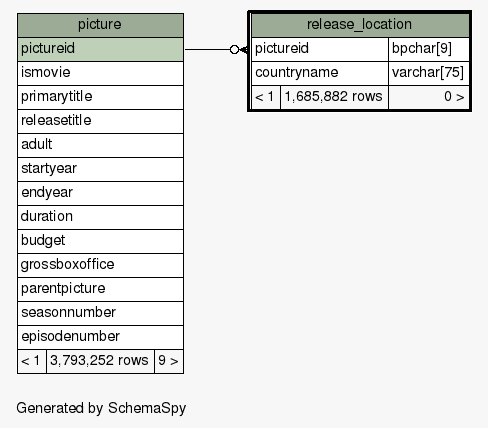 picture
pictureid
ismovie
primarytitle
releasetitle
adult
startyear
endyear
duration
budget
grossboxoffice
parentpicture
seasonnumber
episodenumber
< 1 3,793,252 rows 9 >
release_location
pictureid bpchar[9]
countryname varchar[75]
< 1 1,685,882 rows 0 >
Generated by SchemaSpy